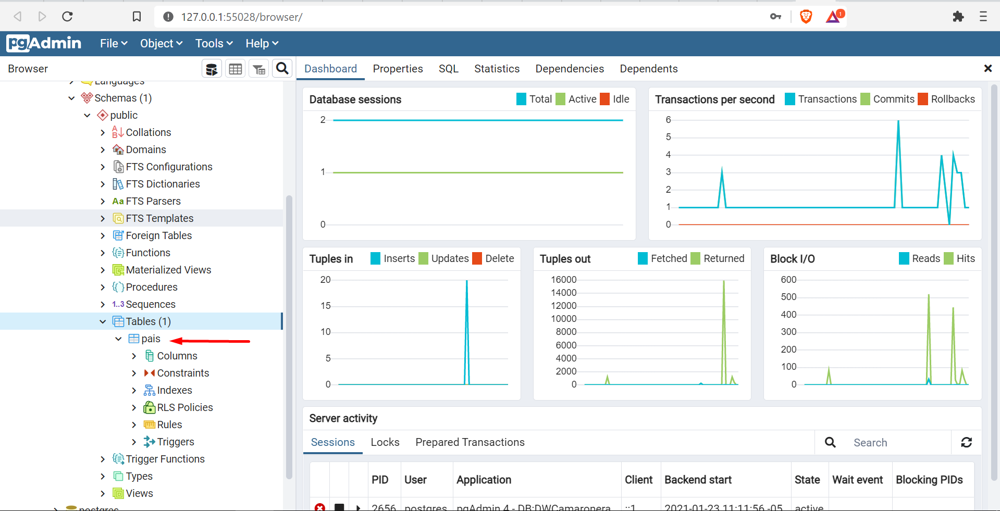 127.0.0.1:55028/browser/
1
pgAdmin File Object Tools Help
Browser
Dashboard Properties SQL Statistics Dependencies Dependents
Languages
Schemas (1)
public
Collations
Domains
FTS Configurations
FTS Dictionaries
Aa FTS Parsers
FTS Templates
Foreign Tables
Functions
Materialized Views
Procedures
1..3 Sequences
Tables (1)
pais
Columns
Constraints
Indexes
RLS Policies
Rules
Triggers
Trigger Functions
Types
Views
postgres
Database sessions Total Active Idle
2
1
0
Transactions per second Transactions Commits Rollbacks
6
5
4
3
2
1
0
Tuples in Inserts Updates Delete
20
15
10
5
0
Tuples out Fetched Returned
16000
14000
12000
10000
8000
6000
4000
2000
0
Block I/O Reads Hits
600
500
400
300
200
100
0
Server activity
Sessions Locks Prepared Transactions Search
PID User Application Client Backend start State Wait event Blocking PIDs
2656 postgres pgAdmin 4 - DB:DWCamaronera ::1 2021-01-23 11:11:56 -05 active